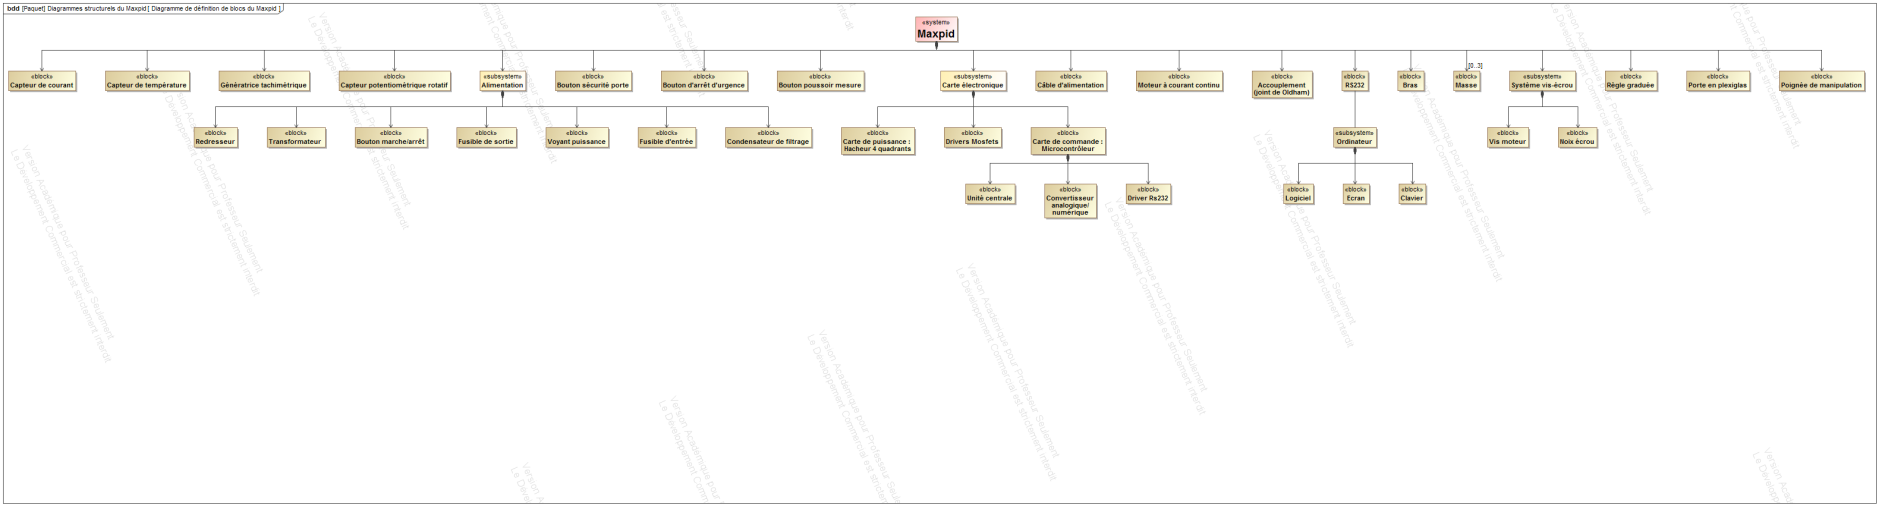 bdd [Paquet] Diagrammes structurels du Maxpid [ Diagramme de définition de blocs du Maxpid ]
«system»
Maxpid
«block»
Capteur de courant
«block»
Capteur de température
«block»
Génératrice tachimétrique
«block»
Capteur potentiométrique rotatif
«subsystem»
Alimentation
«block»
Bouton sécurité porte
«block»
Bouton d'arrêt d'urgence
«block»
Bouton poussoir mesure
«subsystem»
Carte électronique
«block»
Câble d'alimentation
«block»
Moteur à courant continu
«block»
Accouplement
(joint de Oldham)
«block»
RS232
«block»
Bras
[0..3]
«block»
Masse
«subsystem»
Système vis-écrou
«block»
Règle graduée
«block»
Porte en plexiglas
«block»
Poignée de manipulation
«block»
Redresseur
«block»
Transformateur
«block»
Bouton marche/arrêt
«block»
Fusible de sortie
«block»
Voyant puissance
«block»
Fusible d'entrée
«block»
Condensateur de filtrage
«block»
Carte de puissance :
Hacheur 4 quadrants
«block»
Drivers Mosfets
«block»
Carte de commande :
Microcontrôleur
«subsystem»
Ordinateur
«block»
Vis moteur
«block»
Noix écrou
«block»
Unité centrale
«block»
Convertisseur
analogique/
numérique
«block»
Driver Rs232
«block»
Logiciel
«block»
Ecran
«block»
Clavier
Version Académique pour Professeur Seulement
Le Développement Commercial est strictement interdit